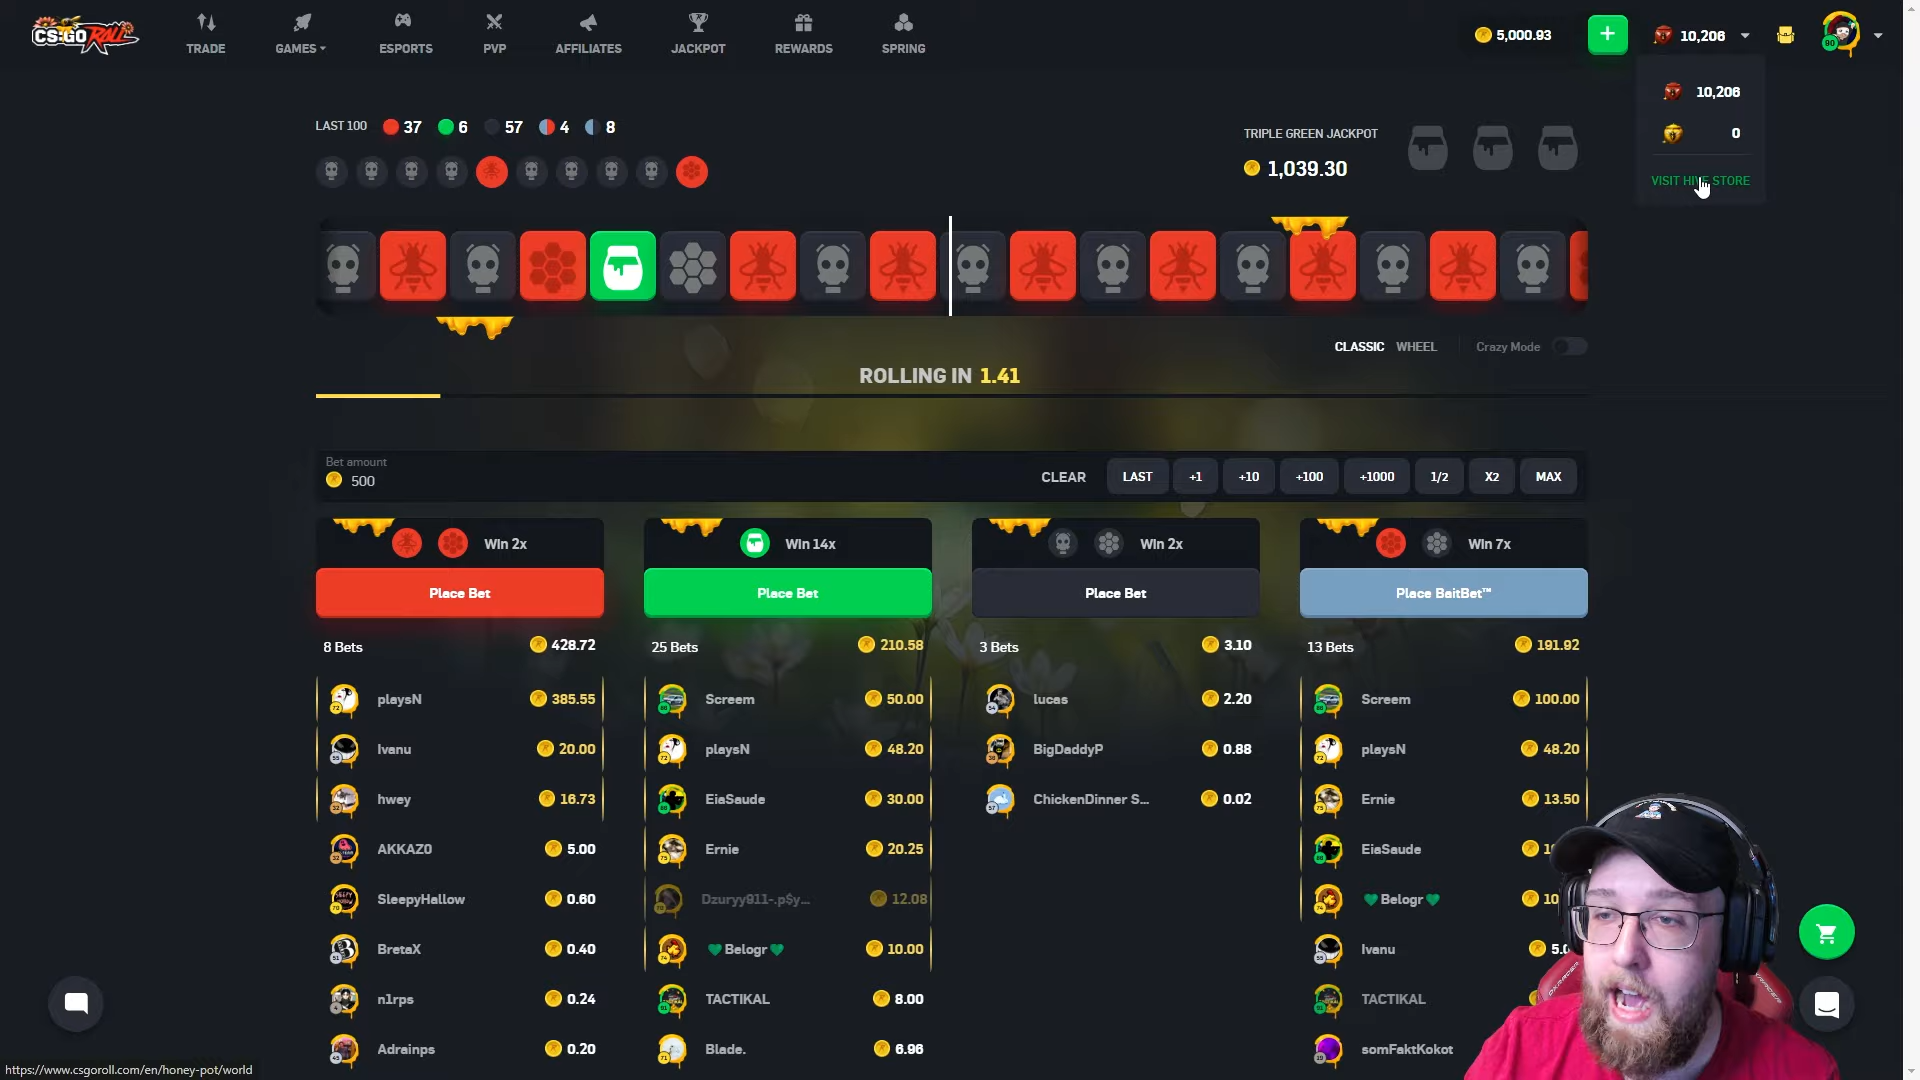 CS:GO ROLL
TRADE
GAMES
ESPORTS
PVP
AFFILIATES
JACKPOT
REWARDS
SPRING
5,000.93
+
10,206
90
10,206
0
VISIT HIVE STORE
LAST 100 37 6 57 4 8
TRIPLE GREEN JACKPOT
1,039.30
CLASSIC WHEEL Crazy Mode
ROLLING IN 1.41
Bet amount
500
CLEAR LAST +1 +10 +100 +1000 1/2 X2 MAX
Win 2x
Place Bet
8 Bets 428.72
playsN 385.55
Ivanu 20.00
hwey 16.73
AKKAZ0 5.00
SleepyHallow 0.60
BretaX 0.40
n1rps 0.24
Adrainps 0.20
Win 14x
Place Bet
25 Bets 210.58
Screem 50.00
playsN 48.20
EiaSaude 30.00
Ernie 20.25
Dzuryy911-.p$y... 12.08
💚Belogr💚 10.00
TACTIKAL 8.00
Blade. 6.96
Win 2x
Place Bet
3 Bets 3.10
lucas 2.20
BigDaddyP 0.88
ChickenDinner S... 0.02
Win 7x
Place BaitBet™
13 Bets 191.92
Screem 100.00
playsN 48.20
Ernie 13.50
EiaSaude
💚Belogr💚 10
Ivanu 5.0
TACTIKAL
somFaktKokot
https://www.csgoroll.com/en/honey-pot/world